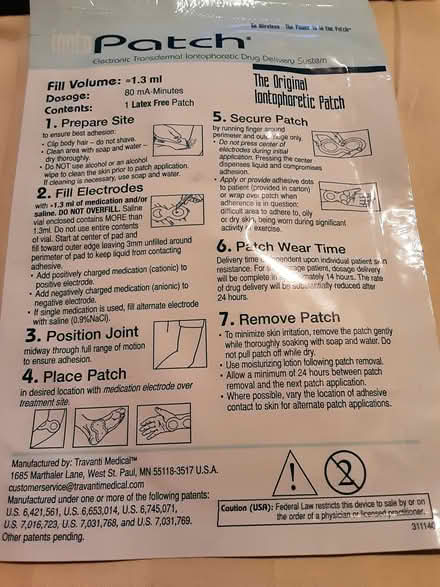 Go Wireless - The Power Is in the Patch®
Ionto Patch®
Electronic Transdermal Iontophoretic Drug Delivery System
Fill Volume: ≈1.3 ml
Dosage: 80 mA-Minutes
Contents: 1 Latex Free Patch
The Original
Iontophoretic Patch
1. Prepare Site
to ensure best adhesion:
• Clip body hair – do not shave.
• Clean area with soap and water –
dry thoroughly.
• Do NOT use alcohol or an alcohol
wipe to clean the skin prior to patch application.
If cleaning is necessary, use soap and water.
2. Fill Electrodes
with ≈1.3 ml of medication and/or
saline. DO NOT OVERFILL. Saline
vial enclosed contains MORE than
1.3ml. Do not use entire contents
of vial. Start at center of pad and
fill toward outer edge leaving 3mm unfilled around
perimeter of pad to keep liquid from contacting
adhesive.
• Add positively charged medication (cationic) to
positive electrode.
• Add negatively charged medication (anionic) to
negative electrode.
• If single medication is used, fill alternate electrode
with saline (0.9%NaCl).
3. Position Joint
midway through full range of motion
to ensure adhesion.
4. Place Patch
in desired location with medication electrode over
treatment site.
5. Secure Patch
by running finger around
perimeter and outer edge only.
• Do not press center of
electrodes during initial
application. Pressing the center
dispenses liquid and compromises
adhesion.
• Apply or provide adhesive dots
to patient (provided in carton)
or wrap over patch when
adherence is in question:
difficult area to adhere to, oily
or dry skin, being worn during significant
activity / exercise.
6. Patch Wear Time
Delivery time is dependent upon individual patient skin
resistance. For the average patient, dosage delivery
will be complete in approximately 14 hours. The rate
of drug delivery will be substantially reduced after
24 hours.
7. Remove Patch
• To minimize skin irritation, remove the patch gently
while thoroughly soaking with soap and water. Do
not pull patch off while dry.
• Use moisturizing lotion following patch removal.
• Allow a minimum of 24 hours between patch
removal and the next patch application.
• Where possible, vary the location of adhesive
contact to skin for alternate patch applications.
Manufactured by: Travanti Medical™
1685 Marthaler Lane, West St. Paul, MN 55118-3517 U.S.A.
customerservice@travantimedical.com
Manufactured under one or more of the following patents:
U.S. 6,421,561, U.S. 6,653,014, U.S. 6,745,071,
U.S. 7,016,723, U.S. 7,031,768, and U.S. 7,031,769.
Other patents pending.
!
2
Caution (USR): Federal Law restricts this device to sale by or on
the order of a physician or licensed practitioner.